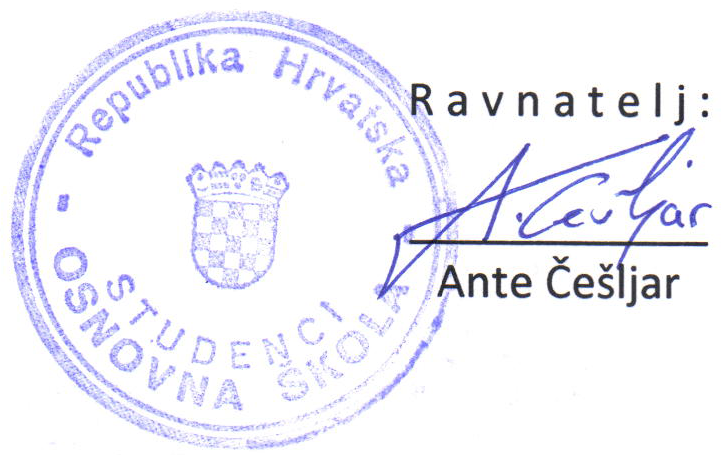 - Republika Hrvatska -
STUDENCI
OSNOVNA ŠKOLA
Ravnatelj:
A. Češljar
Ante Češljar